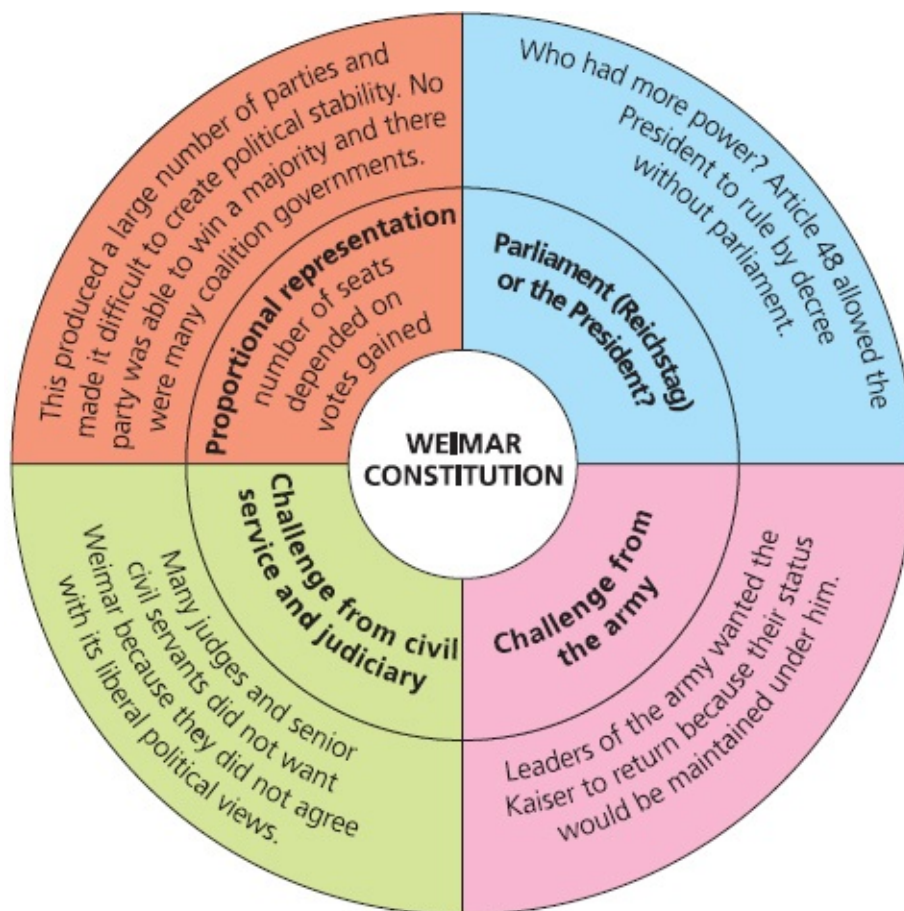 This produced a large number of parties and
made it difficult to create political stability. No
party was able to win a majority and there
were many coalition governments.
Proportional representation
number of seats
depended on
votes gained
Who had more power? Article 48 allowed the
President to rule by decree
without parliament.
Parliament (Reichstag)
or the President?
WEIMAR
CONSTITUTION
Challenge from civil
service and judiciary
Many judges and senior
civil servants did not want
Weimar because they did not agree
with its liberal political views.
Challenge from
the army
Leaders of the army wanted the
Kaiser to return because their status
would be maintained under him.